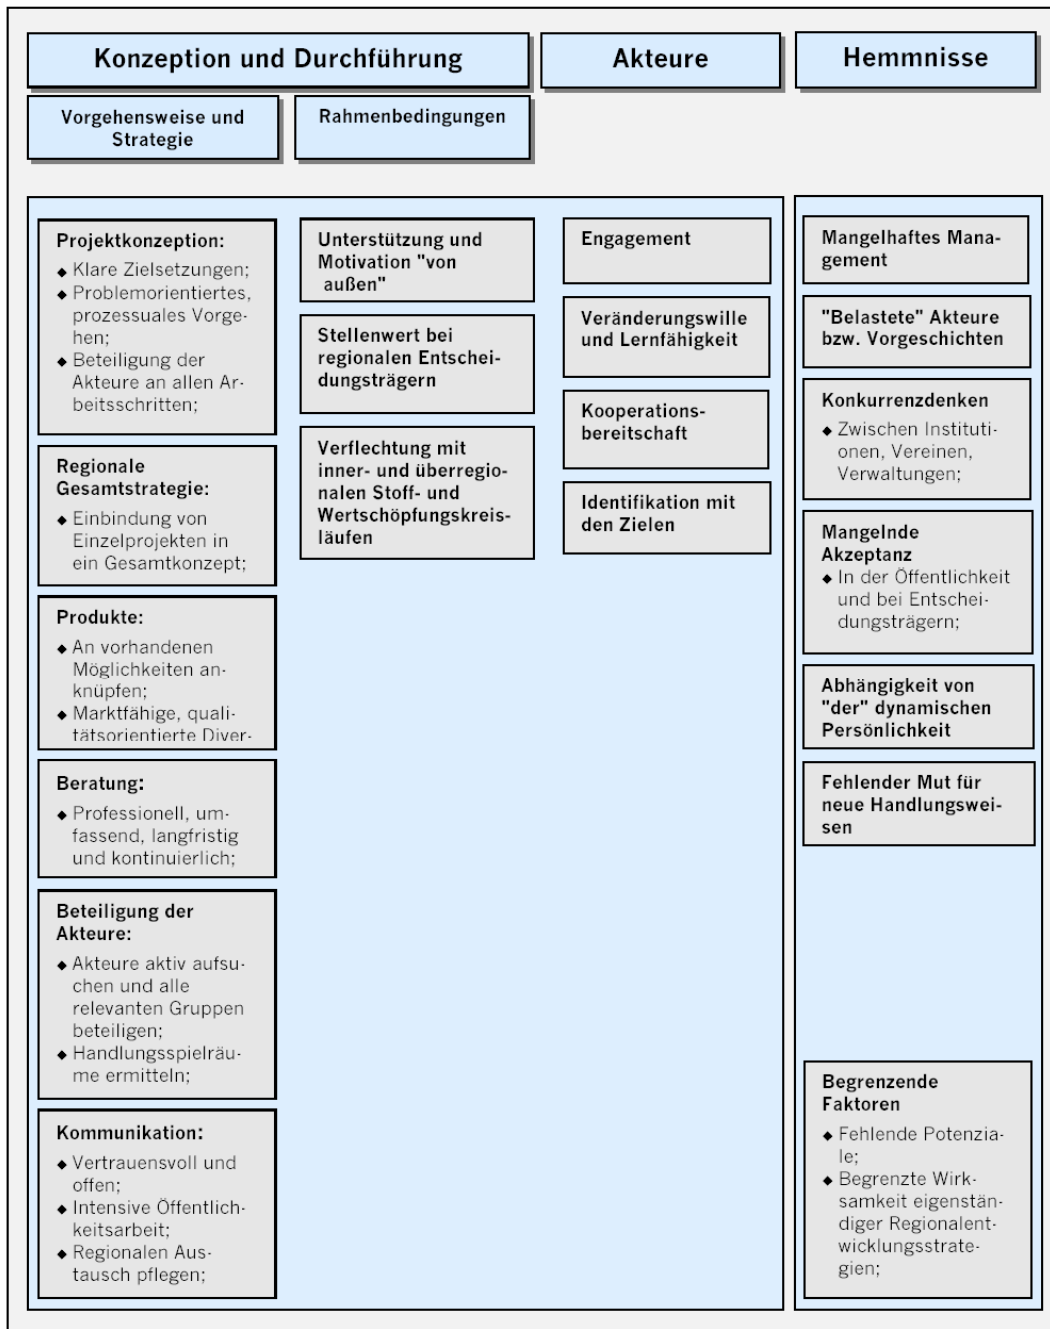 Konzeption und Durchführung
Akteure
Hemmnisse
Vorgehensweise und
Strategie
Rahmenbedingungen
Projektkonzeption:
◆ Klare Zielsetzungen;
◆ Problemorientiertes,
prozessuales Vorge-
hen;
◆ Beteiligung der
Akteure an allen Ar-
beitsschritten;
Regionale
Gesamtstrategie:
◆ Einbindung von
Einzelprojekten in
ein Gesamtkonzept;
Produkte:
◆ An vorhandenen
Möglichkeiten an-
knüpfen;
◆ Marktfähige, quali-
tätsorientierte Diver-
Beratung:
◆ Professionell, um-
fassend, langfristig
und kontinuierlich;
Beteiligung der
Akteure:
◆ Akteure aktiv aufsu-
chen und alle
relevanten Gruppen
beteiligen;
◆ Handlungsspielräu-
me ermitteln;
Kommunikation:
◆ Vertrauensvoll und
offen;
◆ Intensive Öffentlich-
keitsarbeit;
◆ Regionalen Aus-
tausch pflegen;
Unterstützung und
Motivation "von
außen"
Stellenwert bei
regionalen Entschei-
dungsträgern
Verflechtung mit
inner- und überregio-
nalen Stoff- und
Wertschöpfungskreis-
läufen
Engagement
Veränderungswille
und Lernfähigkeit
Kooperations-
bereitschaft
Identifikation mit
den Zielen
Mangelhaftes Mana-
gement
"Belastete" Akteure
bzw. Vorgeschichten
Konkurrenzdenken
◆ Zwischen Instituti-
onen, Vereinen,
Verwaltungen;
Mangelnde
Akzeptanz
◆ In der Öffentlichkeit
und bei Entschei-
dungsträgern;
Abhängigkeit von
"der" dynamischen
Persönlichkeit
Fehlender Mut für
neue Handlungswei-
sen
Begrenzende
Faktoren
◆ Fehlende Potenzia-
le;
◆ Begrenzte Wirk-
samkeit eigenstän-
diger Regionalent-
wicklungsstrate-
gien;